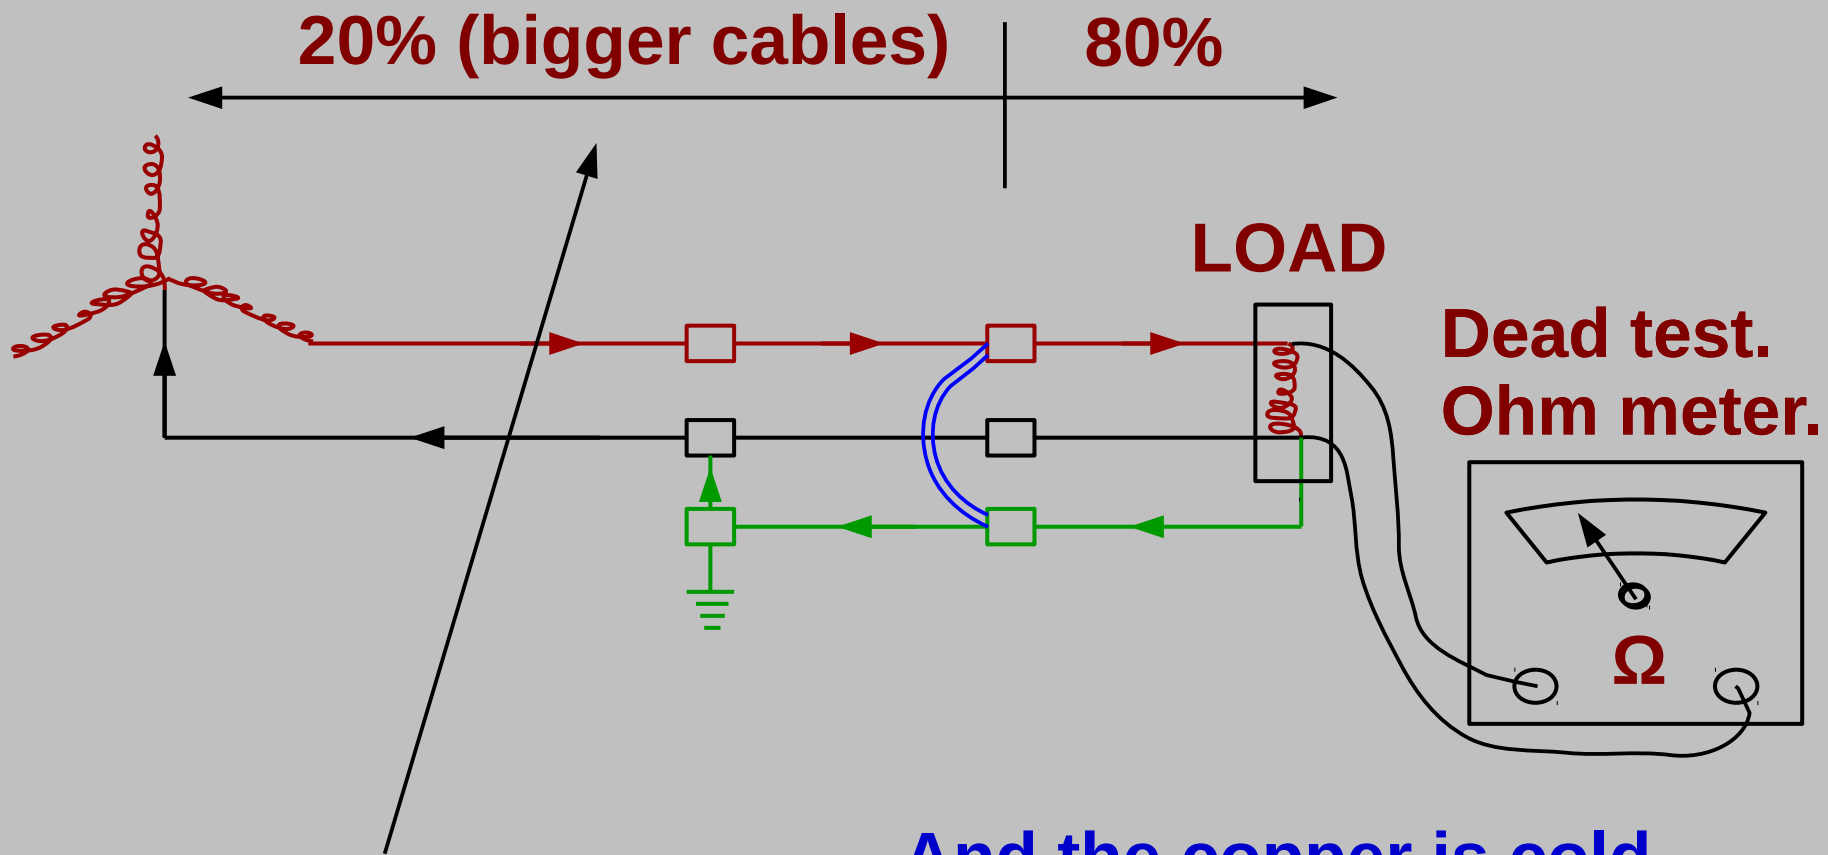 20% (bigger cables) 80%
LOAD
Dead test.
Ohm meter.
Ω
And the copper is cold